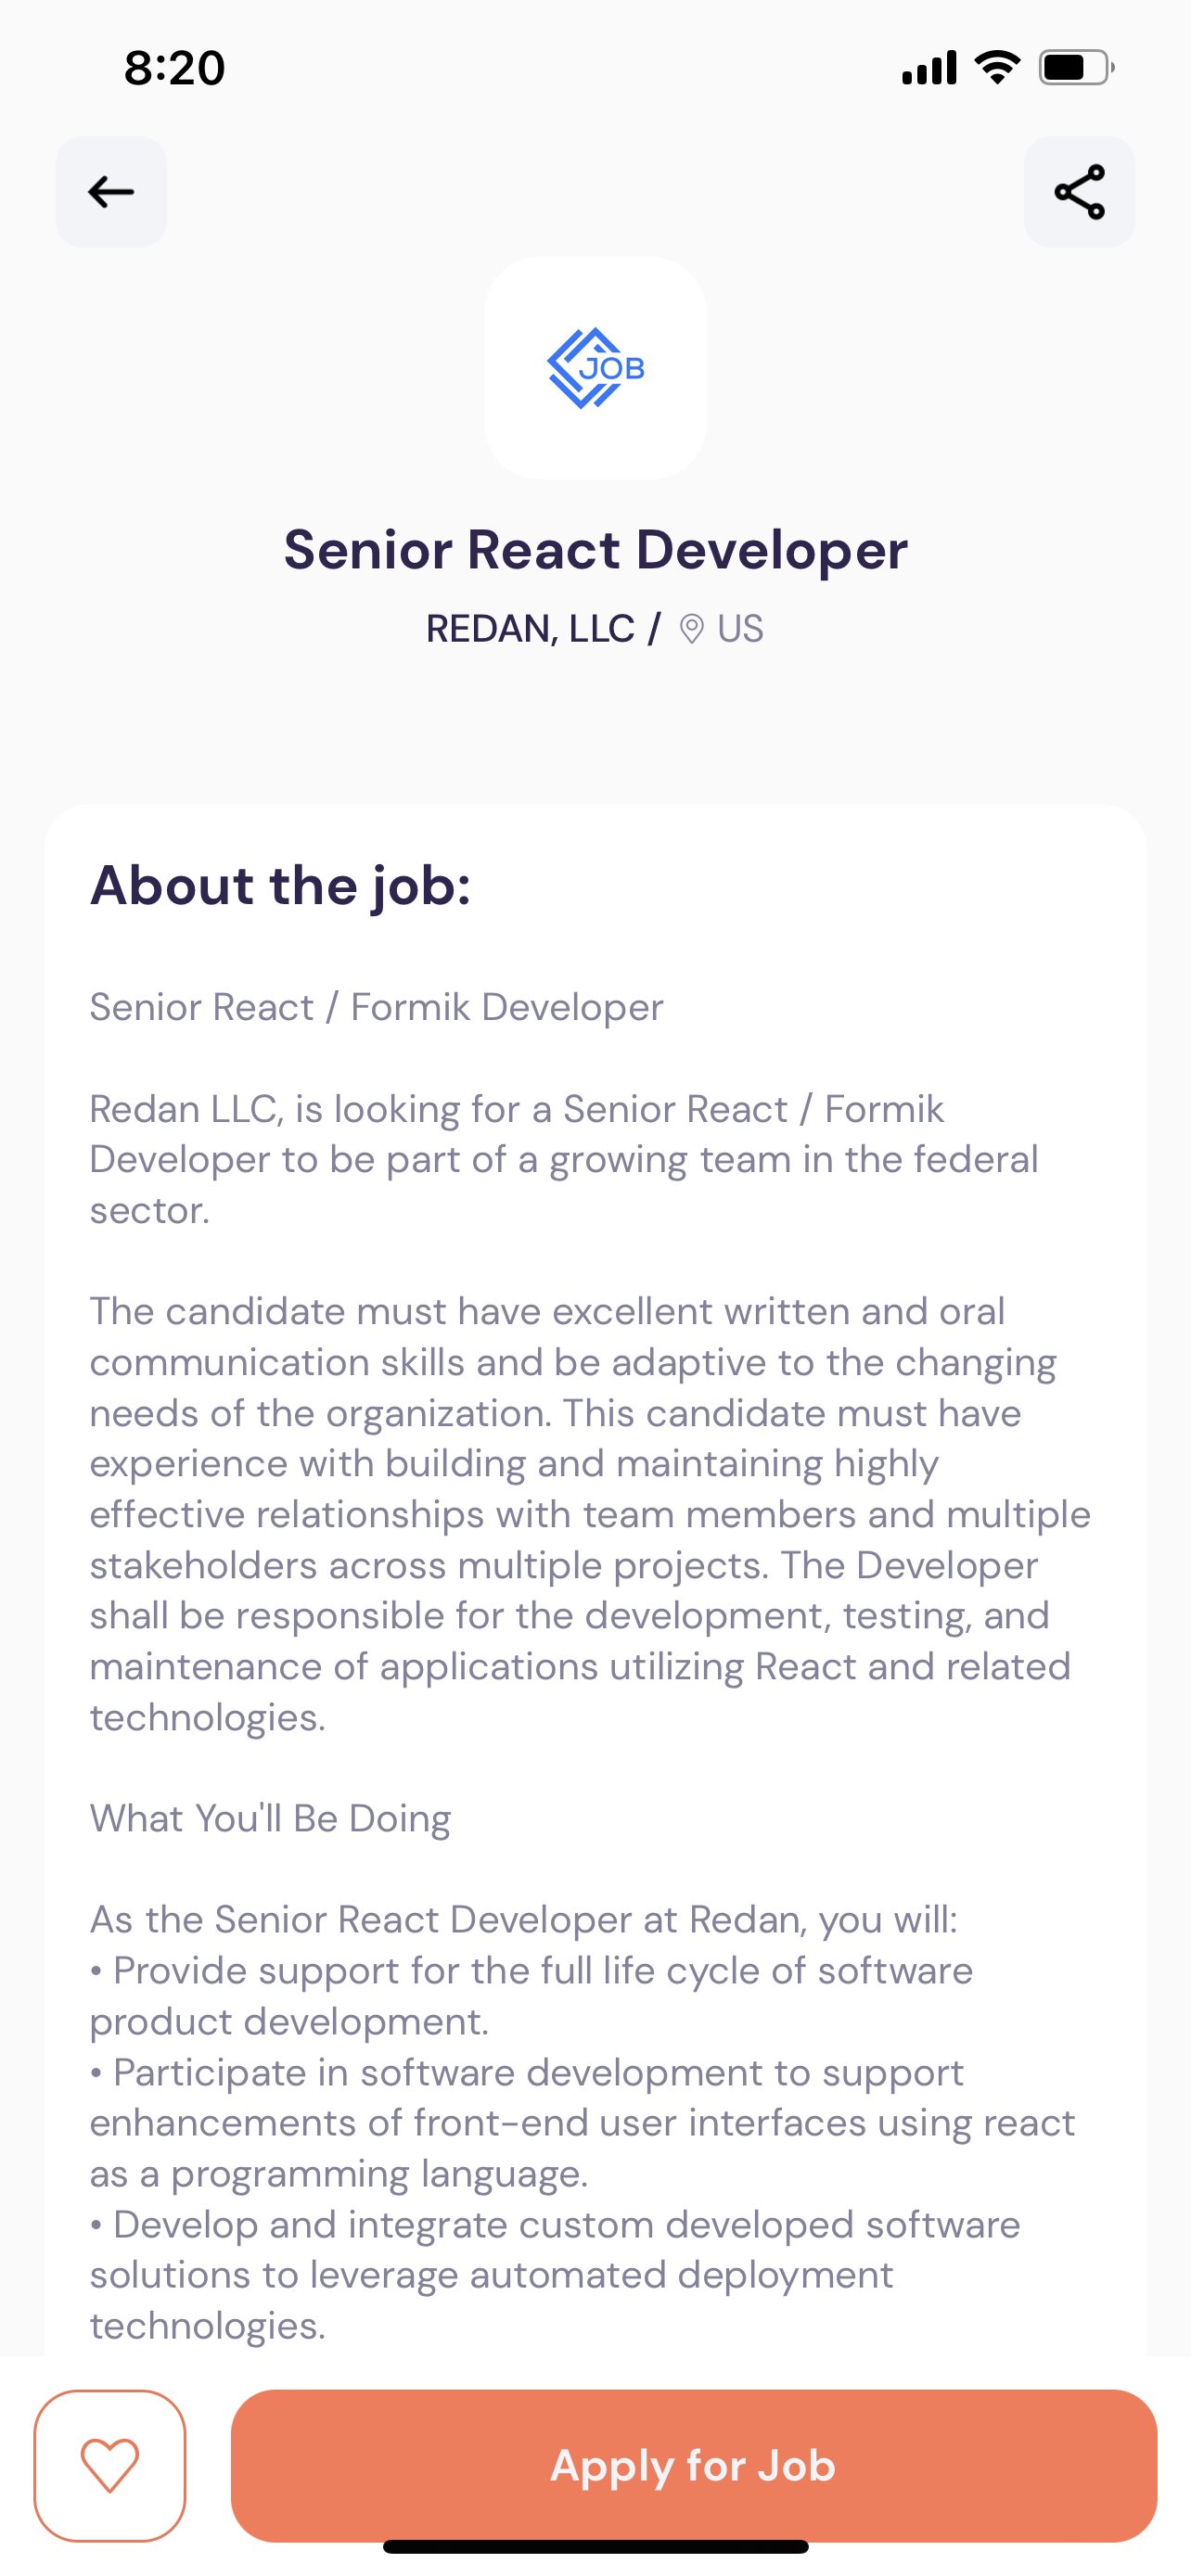 8:20
JOB
Senior React Developer
REDAN, LLC / US
About the job:
Senior React / Formik Developer
Redan LLC, is looking for a Senior React / Formik
Developer to be part of a growing team in the federal
sector.
The candidate must have excellent written and oral
communication skills and be adaptive to the changing
needs of the organization. This candidate must have
experience with building and maintaining highly
effective relationships with team members and multiple
stakeholders across multiple projects. The Developer
shall be responsible for the development, testing, and
maintenance of applications utilizing React and related
technologies.
What You'll Be Doing
As the Senior React Developer at Redan, you will:
• Provide support for the full life cycle of software
product development.
• Participate in software development to support
enhancements of front-end user interfaces using react
as a programming language.
• Develop and integrate custom developed software
solutions to leverage automated deployment
technologies.
Apply for Job